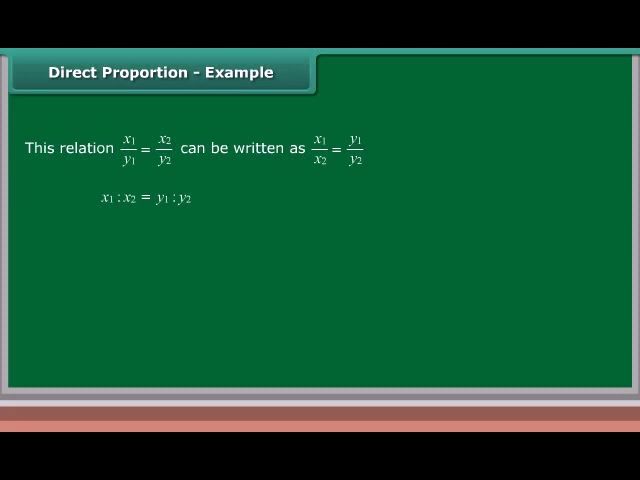 Direct Proportion - Example
This relation x₁/y₁ = x₂/y₂ can be written as x₁/x₂ = y₁/y₂
x₁ : x₂ = y₁ : y₂